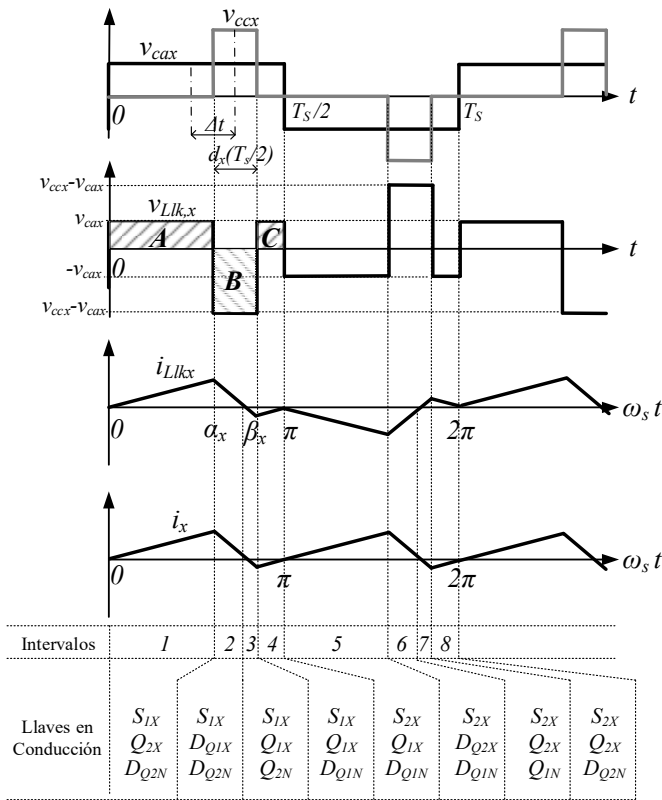 v_ccx
v_cax
0
T_S/2
T_S
t
Δt
d_x(T_s/2)
v_ccx-v_cax
v_cax
v_Llk,x
A
C
t
0
B
-v_cax
v_ccx-v_cax
i_Llkx
0
α_x
β_x
π
2π
ω_s t
i_x
0
π
2π
ω_s t
Intervalos 1 2 3 4 5 6 7 8
Llaves en
Conducción
S_1X S_1X S_1X S_1X S_2X S_2X S_2X S_2X
Q_2X D_Q1X Q_1X Q_1X Q_1X D_Q2X Q_2X Q_2X
D_Q2N D_Q2N Q_2N D_Q1N D_Q1N D_Q1N Q_1N D_Q2N